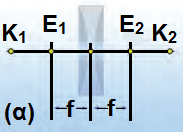 K₁ E₁ E₂ K₂
f f
(α)